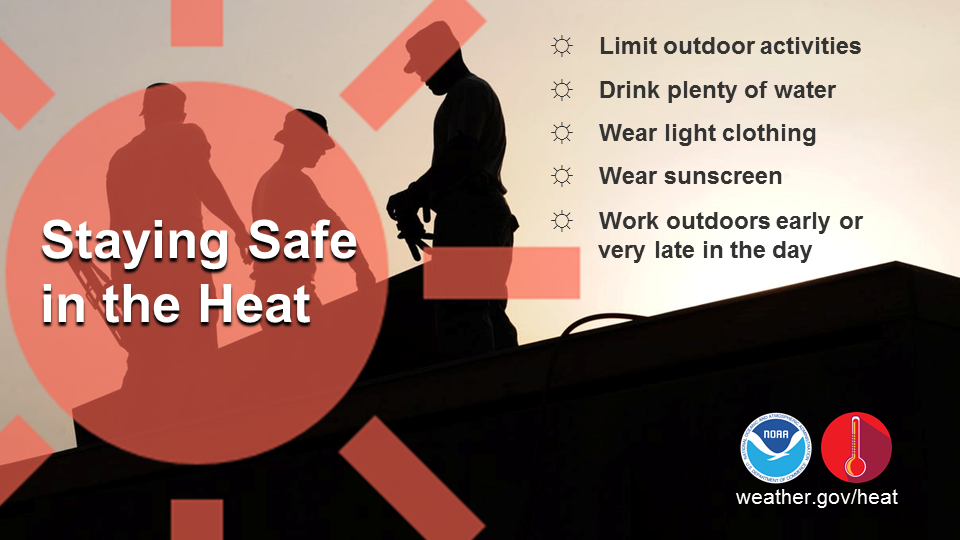 Staying Safe
in the Heat
☼ Limit outdoor activities
☼ Drink plenty of water
☼ Wear light clothing
☼ Wear sunscreen
☼ Work outdoors early or
very late in the day
NOAA
weather.gov/heat